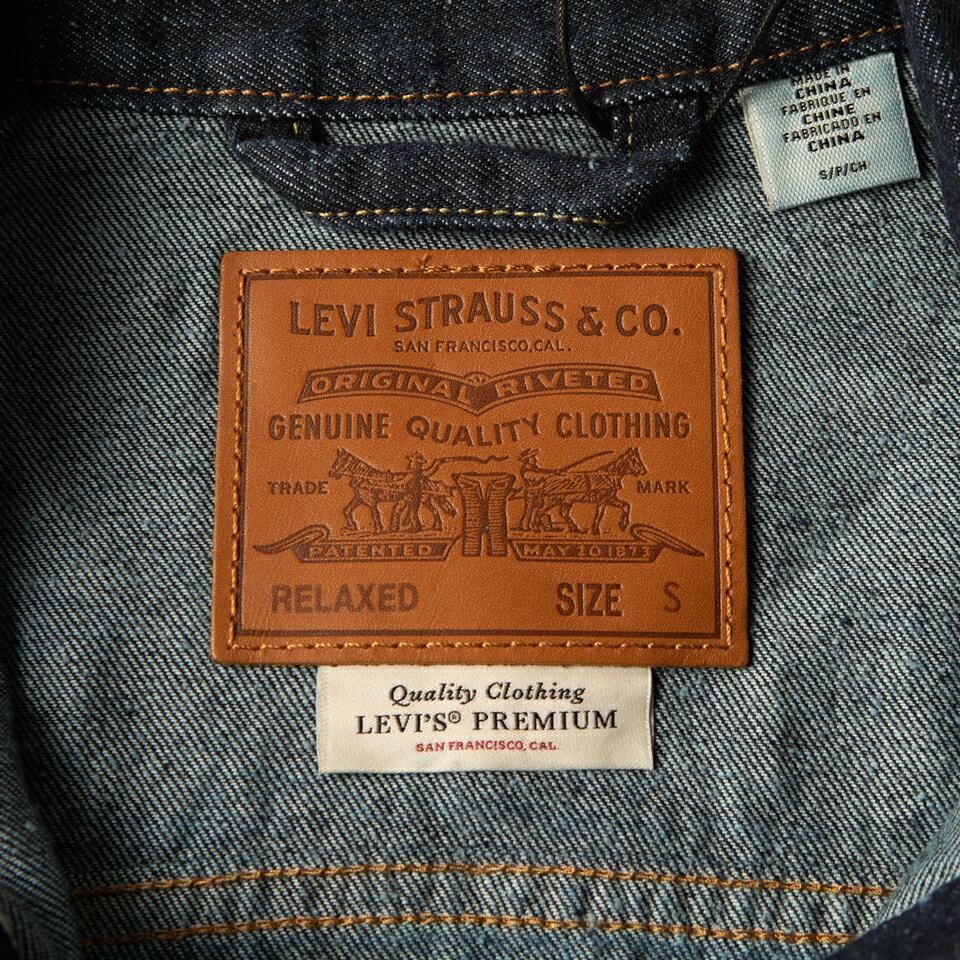 MADE IN
CHINA
FABRIQUE EN
CHINE
FABRICADO EN
CHINA
S/P/CH
LEVI STRAUSS & CO.
SAN FRANCISCO, CAL.
ORIGINAL RIVETED
GENUINE QUALITY CLOTHING
TRADE MARK
PATENTED MAY 20 1873
RELAXED SIZE S
Quality Clothing
LEVI'S® PREMIUM
SAN FRANCISCO, CAL.